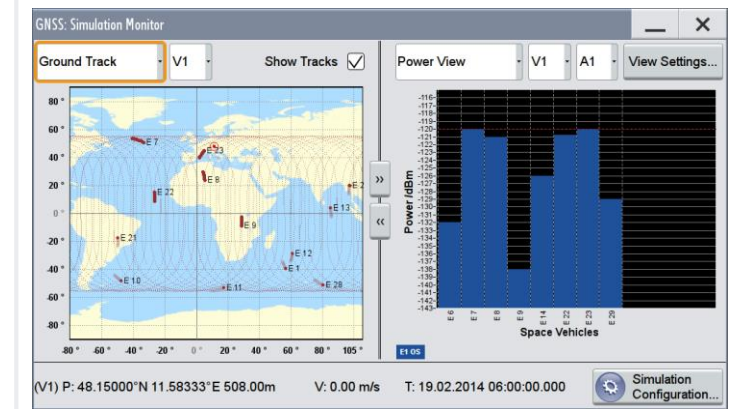 GNSS: Simulation Monitor
Ground Track V1 Show Tracks
Power View V1 A1 View Settings...
80 °
60 °
40 °
20 °
0 °
-20 °
-40 °
-60 °
-80 °
-80 ° -60 ° -40 ° -20 ° 0 ° 20 ° 40 ° 60 ° 80 ° 105 °
E 7
E 23
E 8
E 22
E 2
E 13
E 9
E 21
E 12
E 1
E 10
E 11
E 28
»
«
Power /dBm
-116
-117
-118
-119
-120
-121
-122
-123
-124
-125
-126
-127
-128
-129
-130
-131
-132
-133
-134
-135
-136
-137
-138
-139
-140
-141
-142
-143
E 6 E 7 E 8 E 9 E 14 E 22 E 23 E 29
Space Vehicles
E1 OS
(V1) P: 48.15000°N 11.58333°E 508.00m V: 0.00 m/s T: 19.02.2014 06:00:00.000
Simulation
Configuration...